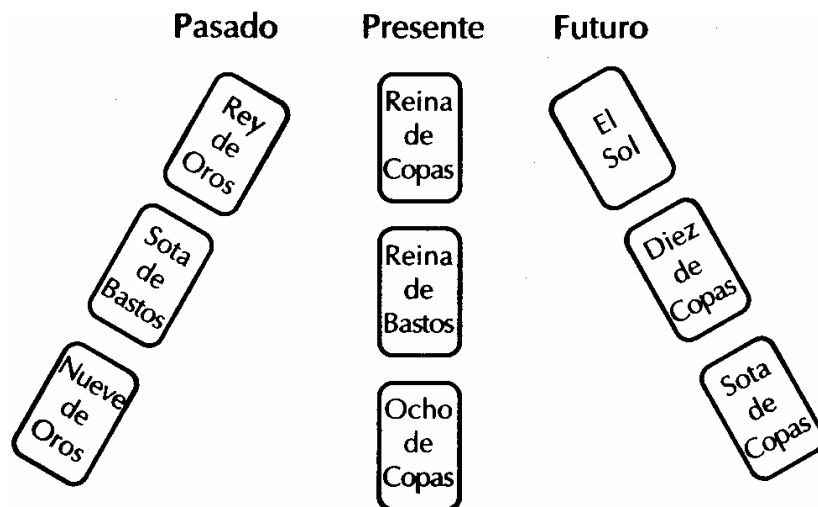 Pasado
Presente
Futuro
Rey
de
Oros
Sota
de
Bastos
Nueve
de
Oros
Reina
de
Copas
Reina
de
Bastos
Ocho
de
Copas
El
Sol
Diez
de
Copas
Sota
de
Copas